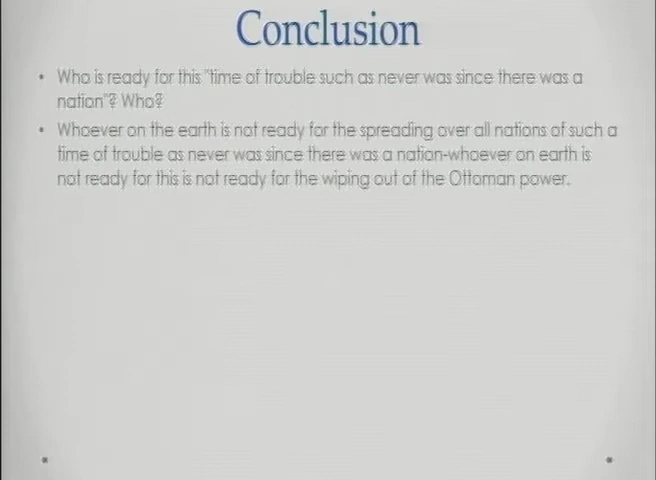 Conclusion
• Who is ready for this "time of trouble such as never was since there was a
nation"? Who?
• Whoever on the earth is not ready for the spreading over all nations of such a
time of trouble as never was since there was a nation-whoever on earth is
not ready for this is not ready for the wiping out of the Ottoman power.